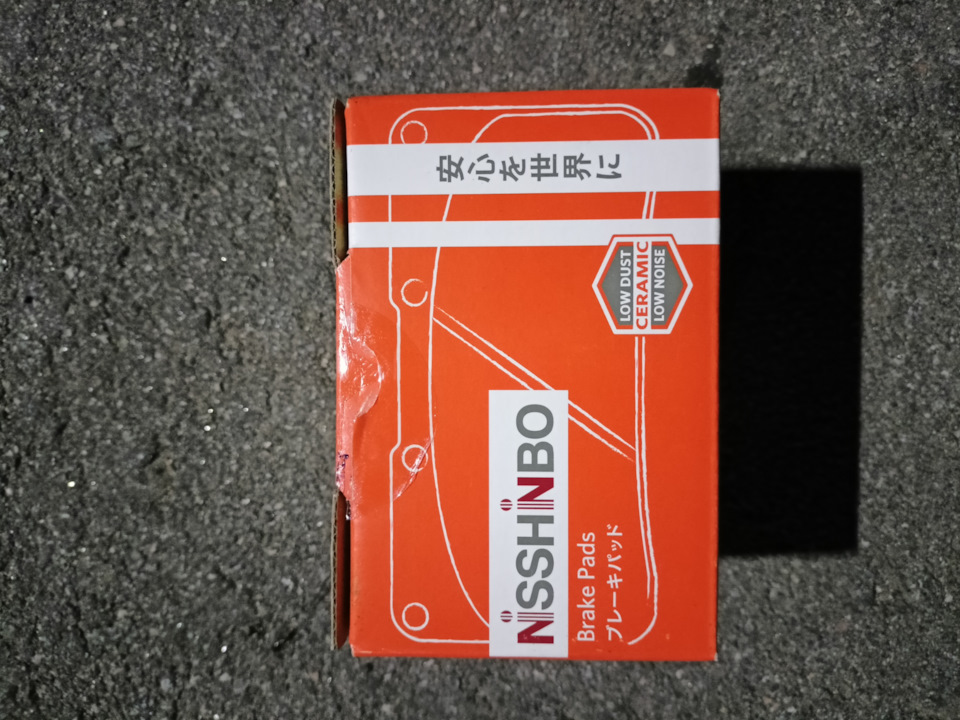 安心を世界に
LOW DUST
CERAMIC
LOW NOISE
NiSSHiNBO
Brake Pads
ブレーキパッド